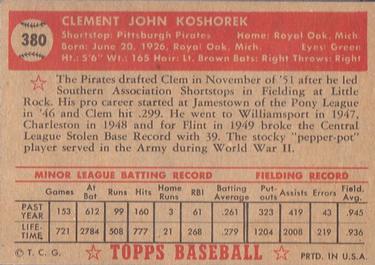 380
CLEMENT JOHN KOSHOREK
Shortstop: Pittsburgh Pirates Home: Royal Oak, Mich.
Born: June 20, 1926, Royal Oak, Mich. Eyes: Green
Ht.: 5'6" Wt.: 165 Hair: Lt. Brown Bats: Right Throws: Right
The Pirates drafted Clem in November of '51 after he led
Southern Association Shortstops in Fielding at Little
Rock. His pro career started at Jamestown of the Pony League
in '46 and Clem hit .299. He went to Williamsport in 1947,
Charleston in 1948 and for Flint in 1949 broke the Central
League Stolen Base Record with 39. The stocky "pepper-pot"
player served in the Army during World War II.
MINOR LEAGUE BATTING RECORD FIELDING RECORD
Games At Bat Runs Hits Home Runs RBI Batting Average Put-outs Assists Errors Field. Avg.
PAST YEAR 153 612 99 160 3 61 .261 323 419 43 .945
LIFE-TIME 721 2784 508 777 21 268 .279 1204 2008 219 .936
© T. C. G. TOPPS BASEBALL PRTD. IN U.S.A.